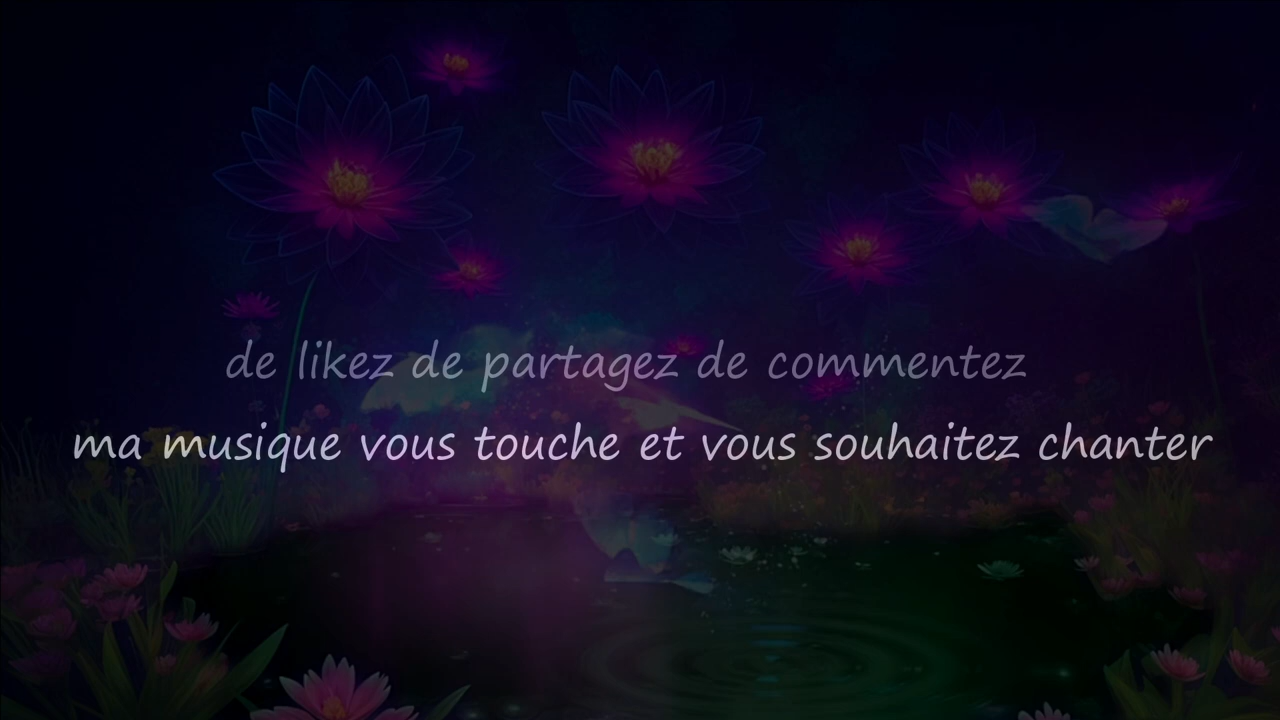 de likez de partagez de commentez
ma musique vous touche et vous souhaitez chanter